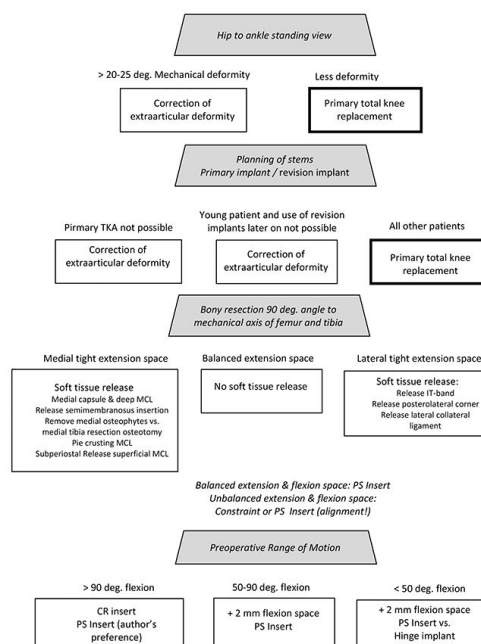 Hip to ankle standing view
> 20-25 deg. Mechanical deformity
Less deformity
Correction of
extraarticular deformity
Primary total knee
replacement
Planning of stems
Primary implant / revision implant
Pirmary TKA not possible
Young patient and use of revision
implants later on not possible
All other patients
Correction of
extraarticular deformity
Correction of
extraarticular deformity
Primary total knee
replacement
Bony resection 90 deg. angle to
mechanical axis of femur and tibia
Medial tight extension space
Balanced extension space
Lateral tight extension space
Soft tissue release
Medial capsule & deep MCL
Release semimembranosus insertion
Remove medial osteophytes vs.
medial tibia resection osteotomy
Pie crusting MCL
Subperiostal Release superficial MCL
No soft tissue release
Soft tissue release:
Release IT-band
Release posterolateral corner
Release lateral collateral
ligament
Balanced extension & flexion space: PS Insert
Unbalanced extension & flexion space:
Constraint or PS Insert (alignment!)
Preoperative Range of Motion
> 90 deg. flexion
50-90 deg. flexion
< 50 deg. flexion
CR insert
PS Insert (author's
preference)
+ 2 mm flexion space
PS Insert
+ 2 mm flexion space
PS Insert vs.
Hinge implant